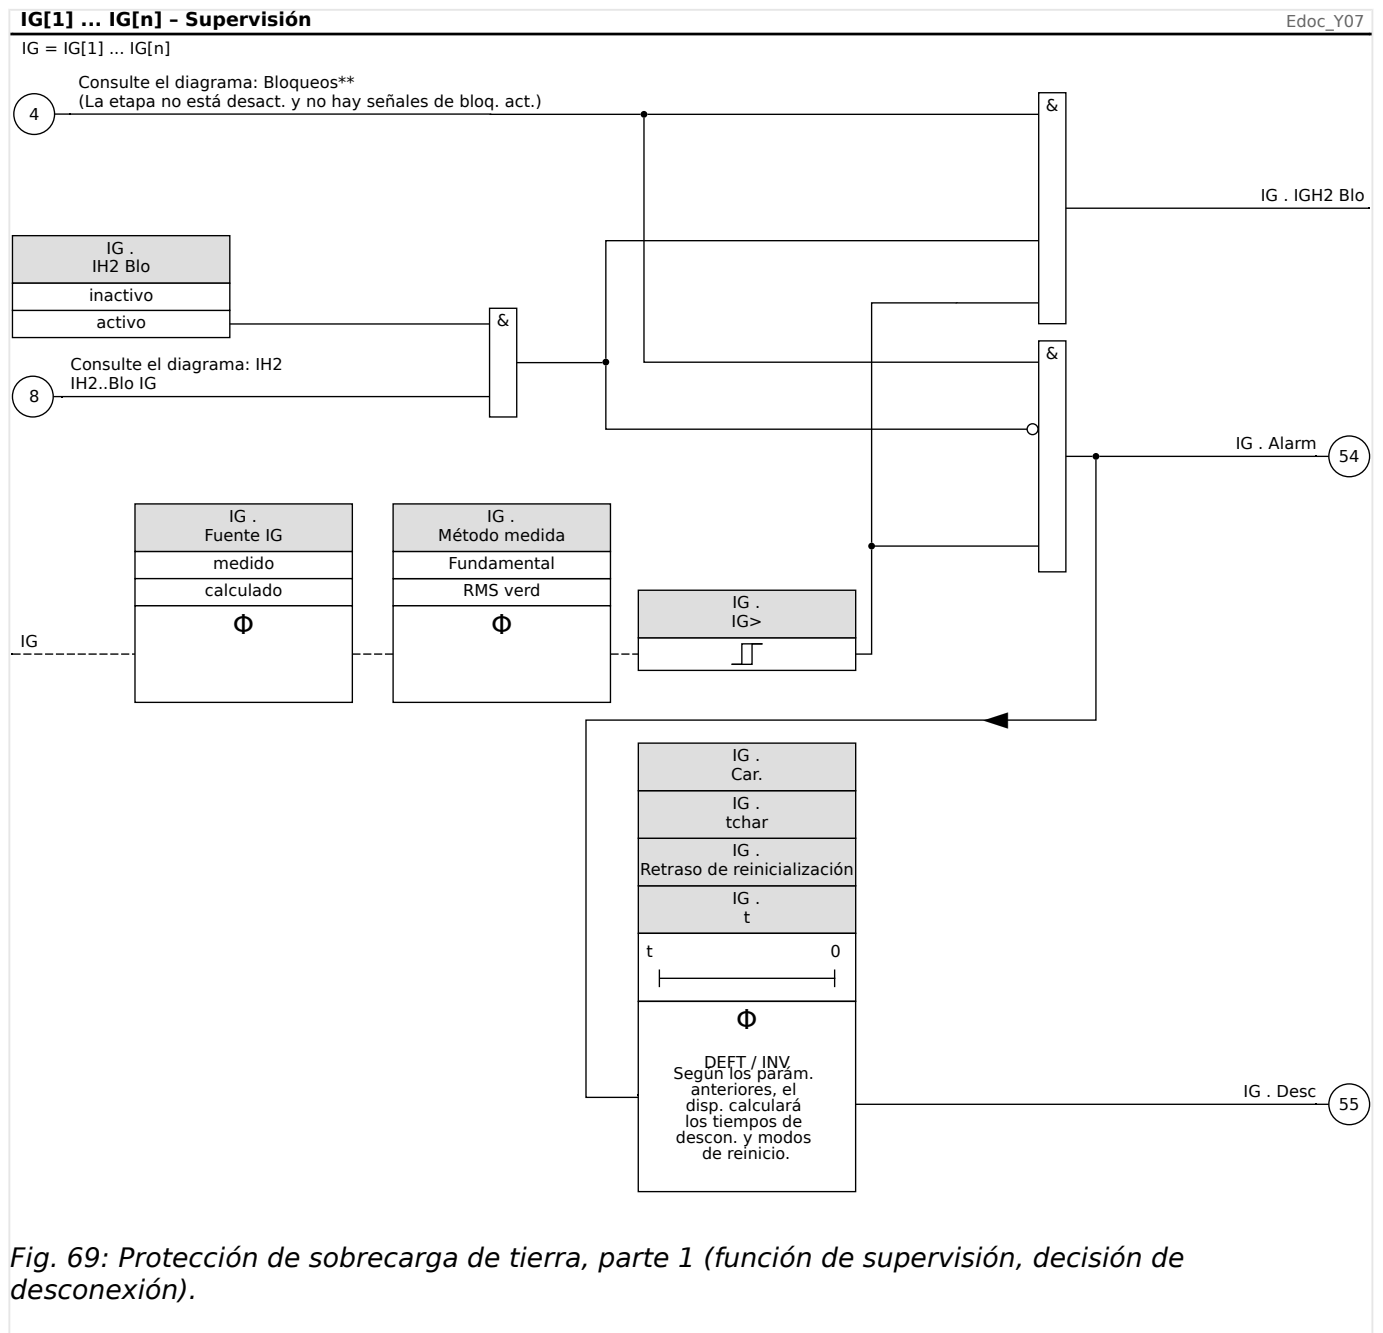 IG[1] ... IG[n] – Supervisión
Edoc_Y07
IG = IG[1] ... IG[n]
Consulte el diagrama: Bloqueos**
(La etapa no está desact. y no hay señales de bloq. act.)
4
&
IG . IGH2 Blo
IG .
IH2 Blo
inactivo
activo
&
Consulte el diagrama: IH2
IH2..Blo IG
8
&
IG . Alarm
54
IG .
Fuente IG
medido
calculado
Φ
IG .
Método medida
Fundamental
RMS verd
Φ
IG .
IG>
IG
IG .
Car.
IG .
tchar
IG .
Retraso de reinicialización
IG .
t
t 0
Φ
DEFT / INV
Según los parám.
anteriores, el
disp. calculará
los tiempos de
descon. y modos
de reinicio.
IG . Desc
55
Fig. 69: Protección de sobrecarga de tierra, parte 1 (función de supervisión, decisión de
desconexión).